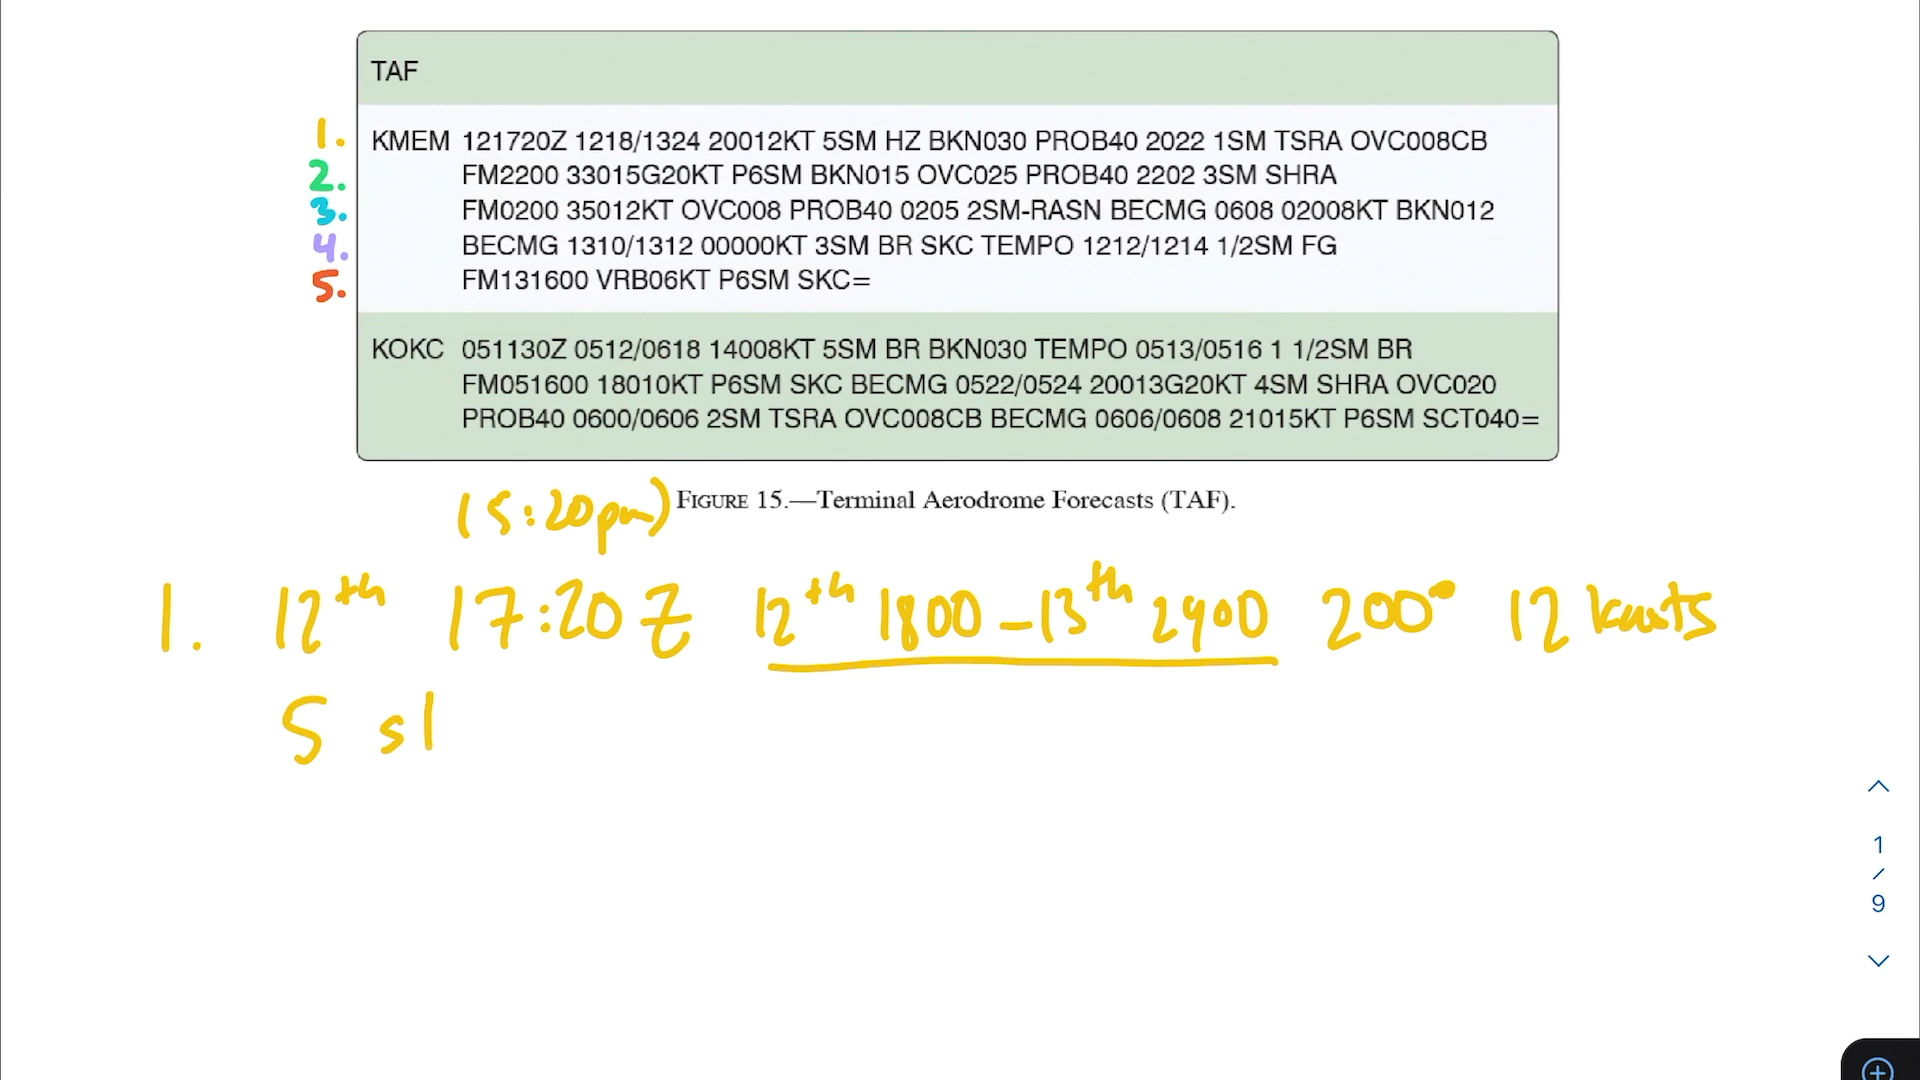 TAF
1. KMEM 121720Z 1218/1324 20012KT 5SM HZ BKN030 PROB40 2022 1SM TSRA OVC008CB
2. FM2200 33015G20KT P6SM BKN015 OVC025 PROB40 2202 3SM SHRA
3. FM0200 35012KT OVC008 PROB40 0205 2SM-RASN BECMG 0608 02008KT BKN012
4. BECMG 1310/1312 00000KT 3SM BR SKC TEMPO 1212/1214 1/2SM FG
5. FM131600 VRB06KT P6SM SKC=
KOKC 051130Z 0512/0618 14008KT 5SM BR BKN030 TEMPO 0513/0516 1 1/2SM BR
FM051600 18010KT P6SM SKC BECMG 0522/0524 20013G20KT 4SM SHRA OVC020
PROB40 0600/0606 2SM TSRA OVC008CB BECMG 0606/0608 21015KT P6SM SCT040=
(5:20pm) FIGURE 15.—Terminal Aerodrome Forecasts (TAF).
1. 12th 17:20 Z 12th 1800 - 13th 2400 200° 12 knots
5 sl
1
/
9